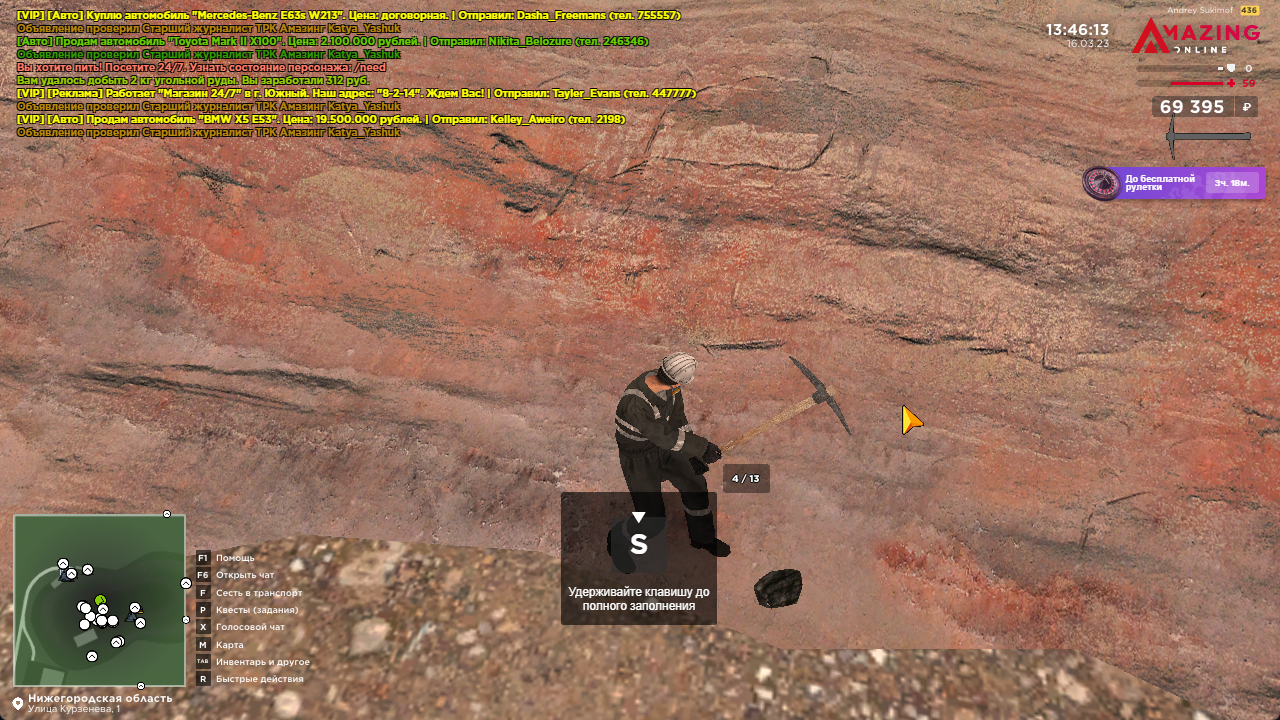 [VIP] [Авто] Куплю автомобиль "Mercedes-Benz E63s W213". Цена: договорная. | Отправил: Dasha_Freemans (тел. 755557)
Объявление проверил Старший журналист ТРК Амазинг Katya_Yashuk
[Авто] Продам автомобиль "Toyota Mark II X100". Цена: 2.100.000 рублей. | Отправил: Nikita_Belozure (тел. 246346)
Объявление проверил Старший журналист ТРК Амазинг Katya_Yashuk
Вы хотите пить! Посетите 24/7. Узнать состояние персонажа: /need
Вам удалось добыть 2 кг угольной руды. Вы заработали 312 руб.
[VIP] [Реклама] Работает "Магазин 24/7" в г. Южный. Наш адрес: "8-2-14". Ждем Вас! | Отправил: Tayler_Evans (тел. 447777)
Объявление проверил Старший журналист ТРК Амазинг Katya_Yashuk
[VIP] [Авто] Продам автомобиль "BMW X5 E53". Цена: 19.500.000 рублей. | Отправил: Kelley_Aweiro (тел. 2198)
Объявление проверил Старший журналист ТРК Амазинг Katya_Yashuk
Andrey Sukimof 436
13:46:13
16.03.23
AMAZING
ONLINE
0
59
69 395 ₽
До бесплатной
рулетки
3ч. 18м.
4 / 13
S
Удерживайте клавишу до
полного заполнения
F1 Помощь
F6 Открыть чат
F Сесть в транспорт
P Квесты (задания)
X Голосовой чат
M Карта
TAB Инвентарь и другое
R Быстрые действия
Нижегородская область
Улица Курзенева, 1